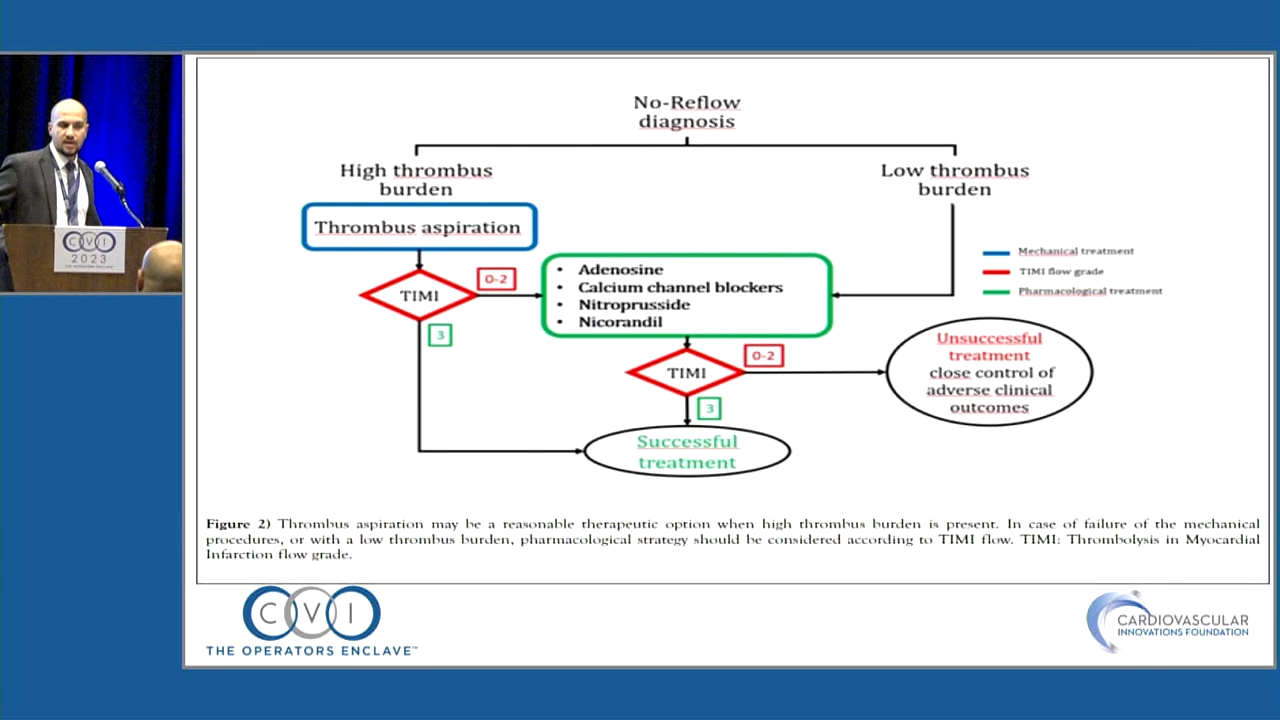 No-Reflow
diagnosis
High thrombus
burden
Low thrombus
burden
Thrombus aspiration
TIMI
0-2
3
• Adenosine
• Calcium channel blockers
• Nitroprusside
• Nicorandil
Mechanical treatment
TIMI flow grade
Pharmacological treatment
TIMI
0-2
3
Unsuccessful
treatment
close control of
adverse clinical
outcomes
Successful
treatment
Figure 2) Thrombus aspiration may be a reasonable therapeutic option when high thrombus burden is present. In case of failure of the mechanical
procedures, or with a low thrombus burden, pharmacological strategy should be considered according to TIMI flow. TIMI: Thrombolysis in Myocardial
Infarction flow grade.
CVI
2023
THE OPERATORS ENCLAVE
CVI
THE OPERATORS ENCLAVE™
CARDIOVASCULAR
INNOVATIONS FOUNDATION